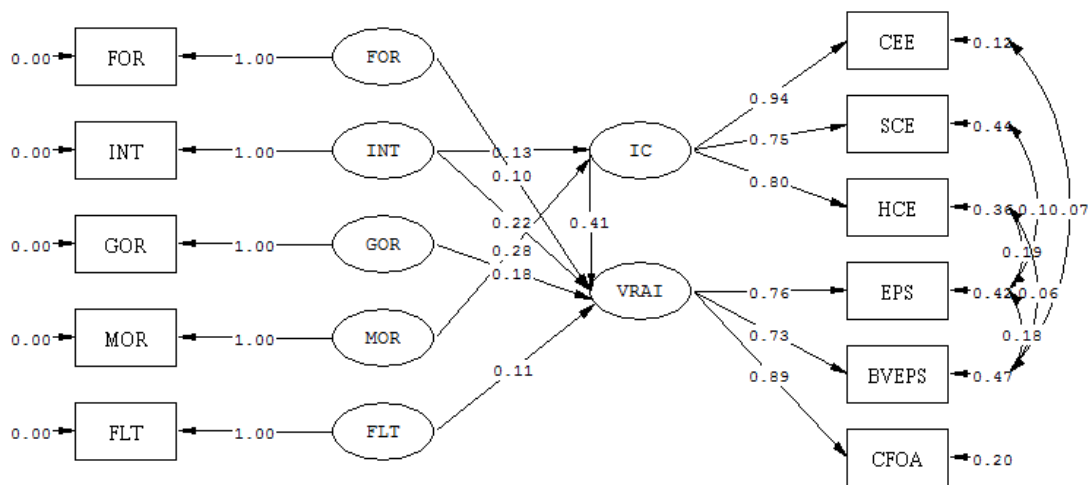 0.00 FOR 1.00 FOR
0.00 INT 1.00 INT
0.00 GOR 1.00 GOR
0.00 MOR 1.00 MOR
0.00 FLT 1.00 FLT
0.13
0.10
0.22
0.28
0.18
0.11
IC
0.41
VRAI
0.94
0.75
0.80
0.76
0.73
0.89
CEE 0.12
SCE 0.44
HCE 0.36 0.10 0.07
0.19
EPS 0.42 0.06
0.18
BVEPS 0.47
CFOA 0.20